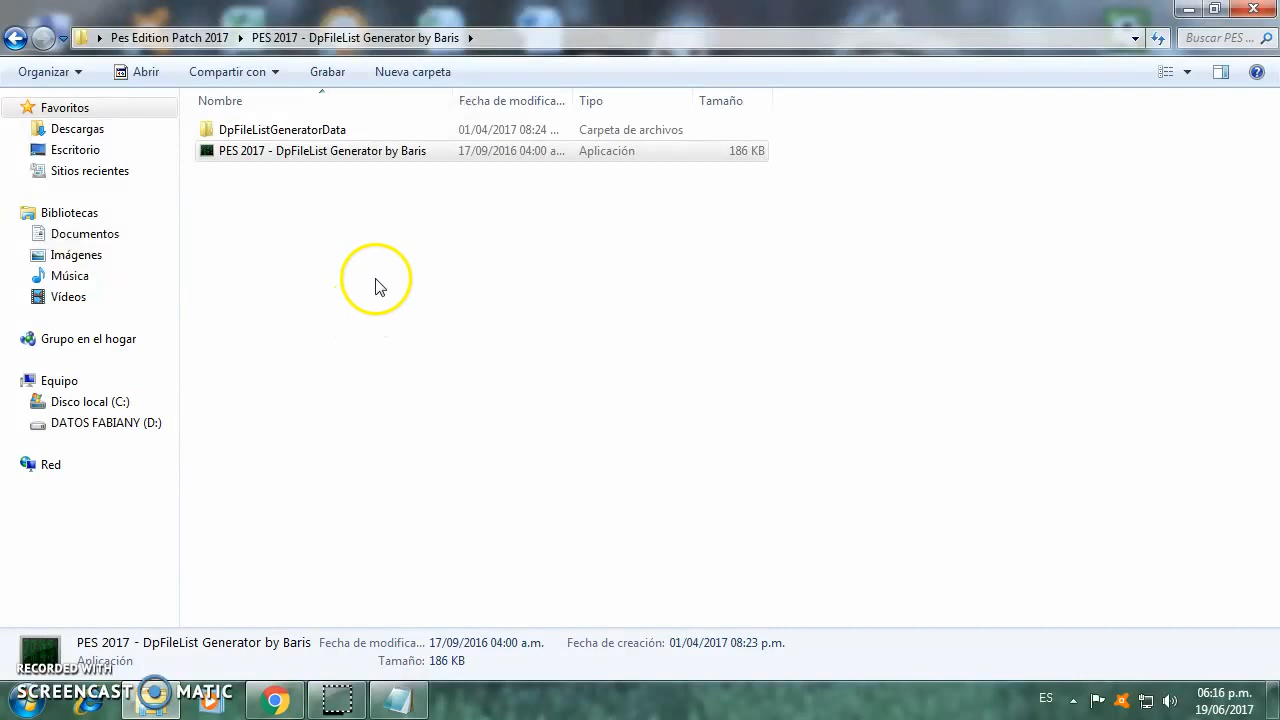 Pes Edition Patch 2017 PES 2017 - DpFileList Generator by Baris Buscar PES ...
Organizar Abrir Compartir con Grabar Nueva carpeta
Nombre Fecha de modifica... Tipo Tamaño
DpFileListGeneratorData 01/04/2017 08:24 ... Carpeta de archivos
PES 2017 - DpFileList Generator by Baris 17/09/2016 04:00 a... Aplicación 186 KB
Favoritos
Descargas
Escritorio
Sitios recientes
Bibliotecas
Documentos
Imágenes
Música
Vídeos
Grupo en el hogar
Equipo
Disco local (C:)
DATOS FABIANY (D:)
Red
PES 2017 - DpFileList Generator by Baris Fecha de modifica... 17/09/2016 04:00 a.m. Fecha de creación: 01/04/2017 08:23 p.m.
Aplicación Tamaño: 186 KB
RECORDED WITH
SCREENCAST MATIC
ES 06:16 p.m.
19/06/2017